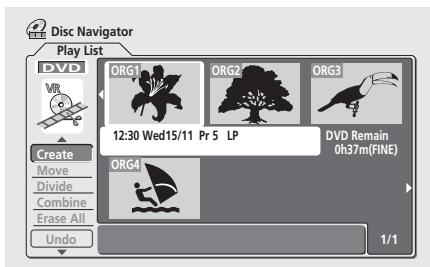 Disc Navigator
Play List
DVD
VR
ORG1 ORG2 ORG3
12:30 Wed15/11 Pr 5 LP
DVD Remain
0h37m(FINE)
ORG4
Create
Move
Divide
Combine
Erase All
Undo
1/1